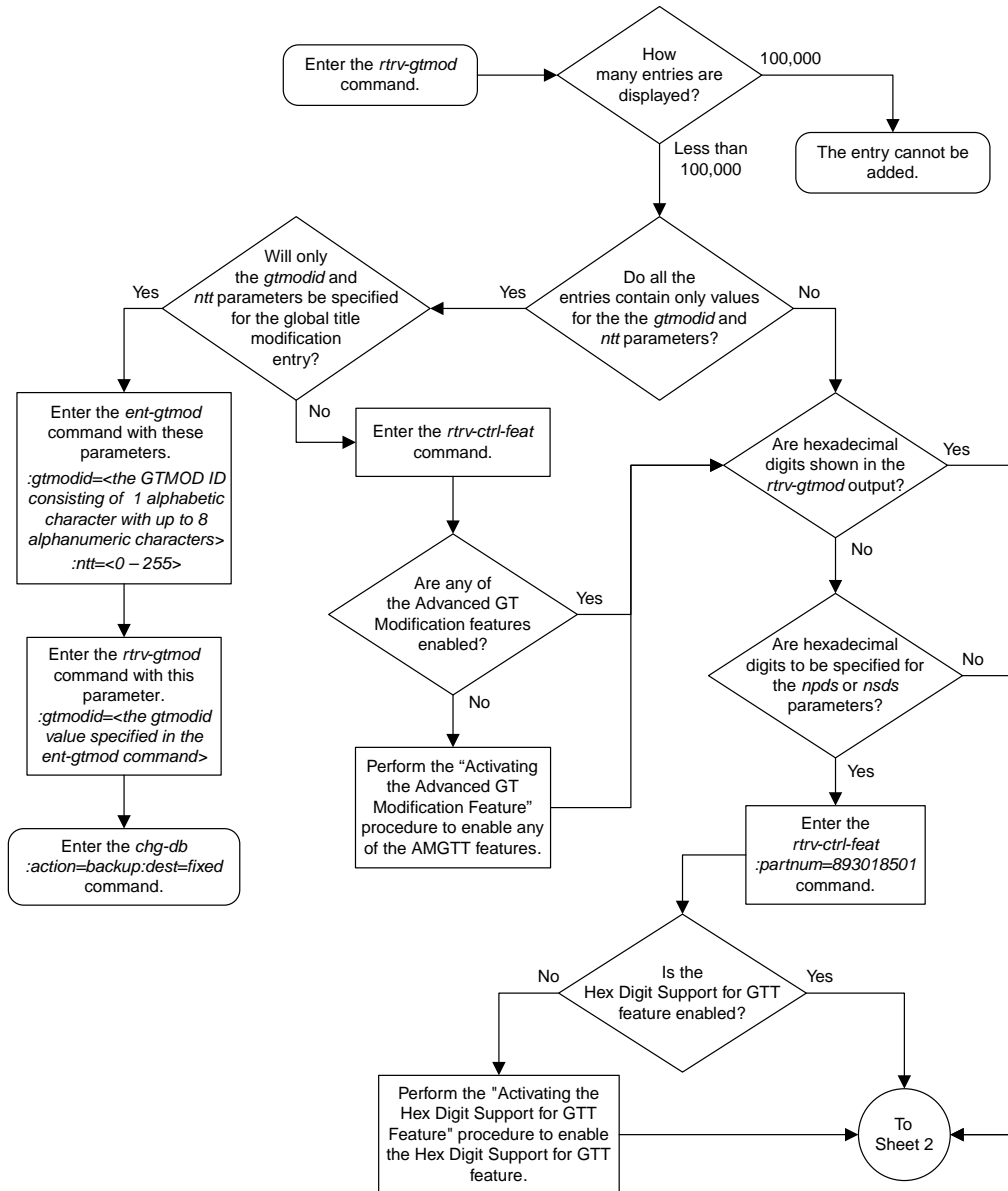 Enter the rtrv-gtmod
command.
How
many entries are
displayed?
100,000
The entry cannot be
added.
Less than
100,000
Do all the
entries contain only values
for the the gtmodid and
ntt parameters?
Yes
No
Will only
the gtmodid and
ntt parameters be specified
for the global title
modification
entry?
Yes
No
Enter the ent-gtmod
command with these
parameters.
:gtmodid=<the GTMOD ID
consisting of 1 alphabetic
character with up to 8
alphanumeric characters>
:ntt=<0 – 255>
Enter the rtrv-gtmod
command with this
parameter.
:gtmodid=<the gtmodid
value specified in the
ent-gtmod command>
Enter the chg-db
:action=backup:dest=fixed
command.
Enter the rtrv-ctrl-feat
command.
Are any of
the Advanced GT
Modification features
enabled?
Yes
No
Perform the “Activating
the Advanced GT
Modification Feature”
procedure to enable any
of the AMGTT features.
Are hexadecimal
digits shown in the
rtrv-gtmod output?
Yes
No
Are hexadecimal
digits to be specified for
the npds or nsds
parameters?
No
Yes
Enter the
rtrv-ctrl-feat
:partnum=893018501
command.
Is the
Hex Digit Support for GTT
feature enabled?
No
Yes
Perform the "Activating the
Hex Digit Support for GTT
Feature" procedure to enable
the Hex Digit Support for GTT
feature.
To
Sheet 2